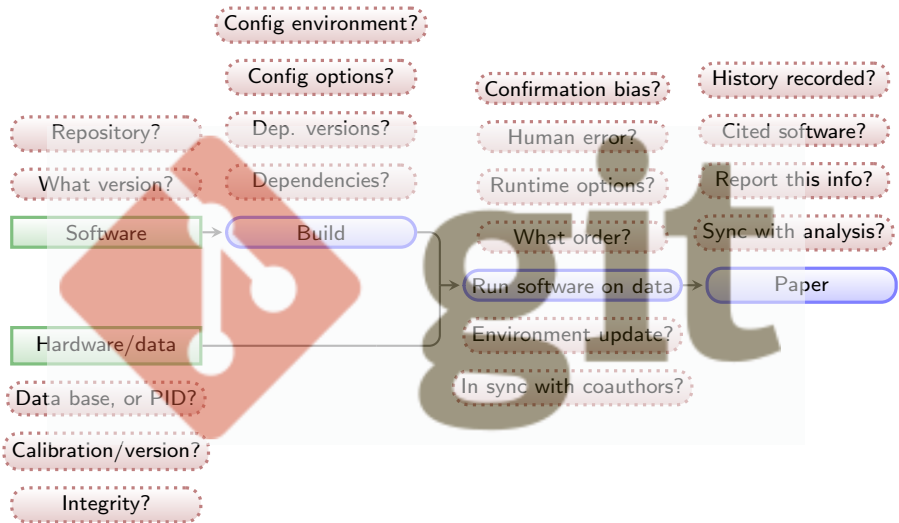 Config environment?
Config options?
Dep. versions?
Dependencies?
Repository?
What version?
Software
Build
Hardware/data
Data base, or PID?
Calibration/version?
Integrity?
Confirmation bias?
Human error?
Runtime options?
What order?
Run software on data
Environment update?
In sync with coauthors?
History recorded?
Cited software?
Report this info?
Sync with analysis?
Paper
git